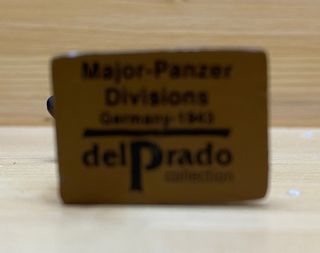 Major-Panzer
Divisions
Germany-1943
delPrado
collection